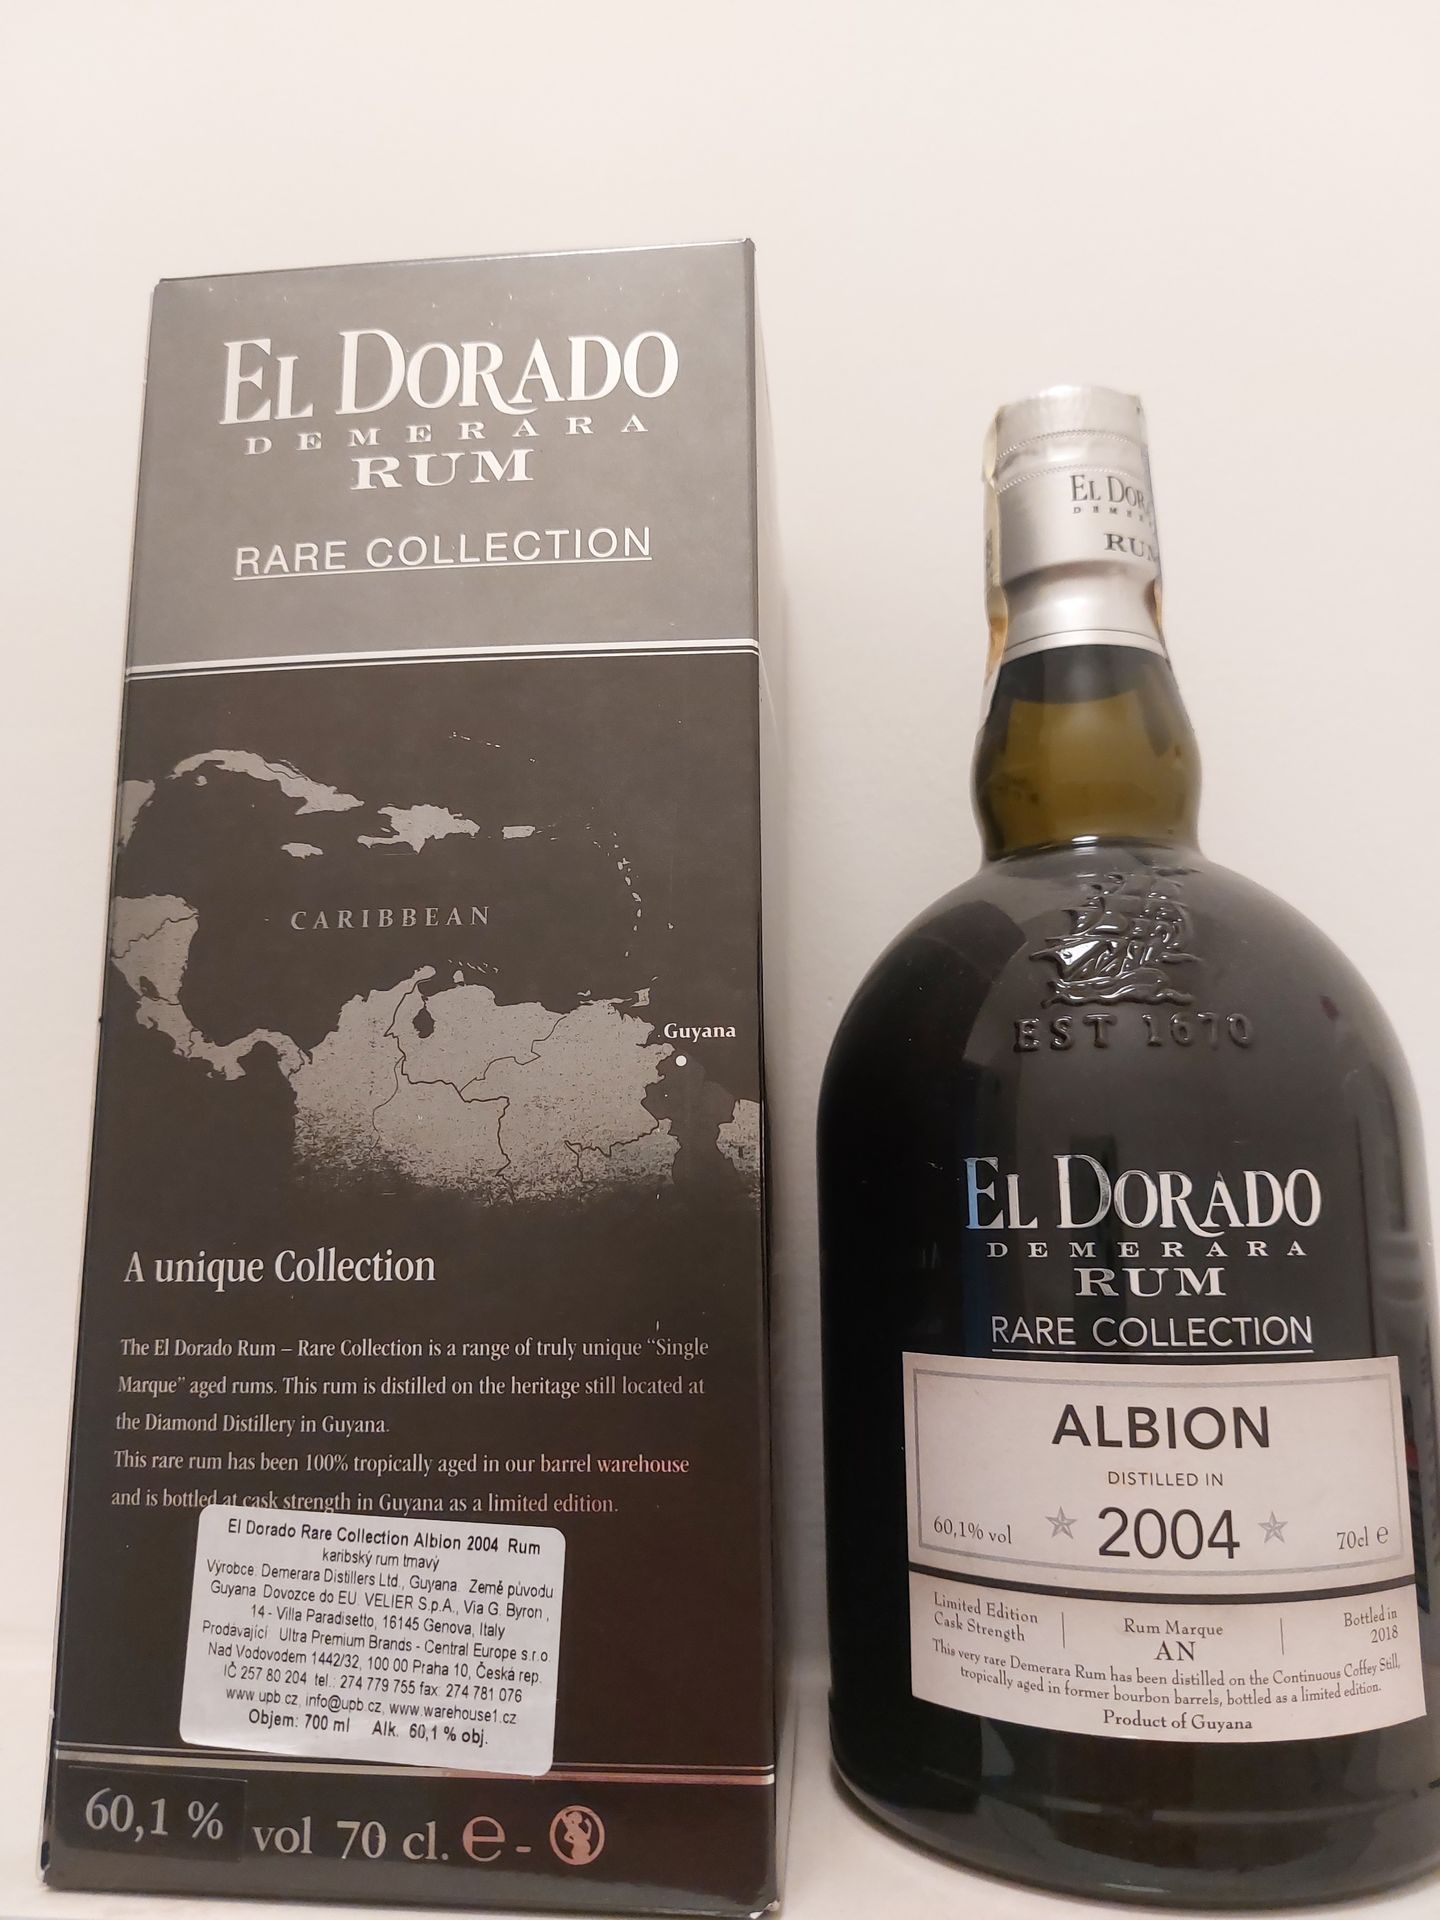 EL DORADO
DEMERARA
RUM
RARE COLLECTION
CARIBBEAN
Guyana
A unique Collection
The El Dorado Rum – Rare Collection is a range of truly unique “Single
Marque” aged rums. This rum is distilled on the heritage still located at
the Diamond Distillery in Guyana.
This rare rum has been 100% tropically aged in our barrel warehouse
and is bottled at cask strength in Guyana as a limited edition.
El Dorado Rare Collection Albion 2004 Rum
karibský rum tmavý
Výrobce: Demerara Distillers Ltd., Guyana. Země původu
Guyana. Dovozce do EU: VELIER S.p.A., Via G. Byron ,
14 - Villa Paradisetto, 16145 Genova, Italy
Prodávající: Ultra Premium Brands - Central Europe s.r.o.
Nad Vodovodem 1442/32, 100 00 Praha 10, Česká rep.
IČ 257 80 204 tel.: 274 779 755 fax: 274 781 076
www.upb.cz, info@upb.cz, www.warehouse1.cz
Objem: 700 ml Alk. 60,1 % obj.
60,1 % vol 70 cl. e -
EL DOR
DEMER
RUM
EST 1670
EL DORADO
DEMERARA
RUM
RARE COLLECTION
ALBION
DISTILLED IN
60,1% vol 2004 70cl e
Limited Edition
Cask Strength
Rum Marque
AN
Bottled in
2018
This very rare Demerara Rum has been distilled on the Continuous Coffey Still,
tropically aged in former bourbon barrels, bottled as a limited edition.
Product of Guyana